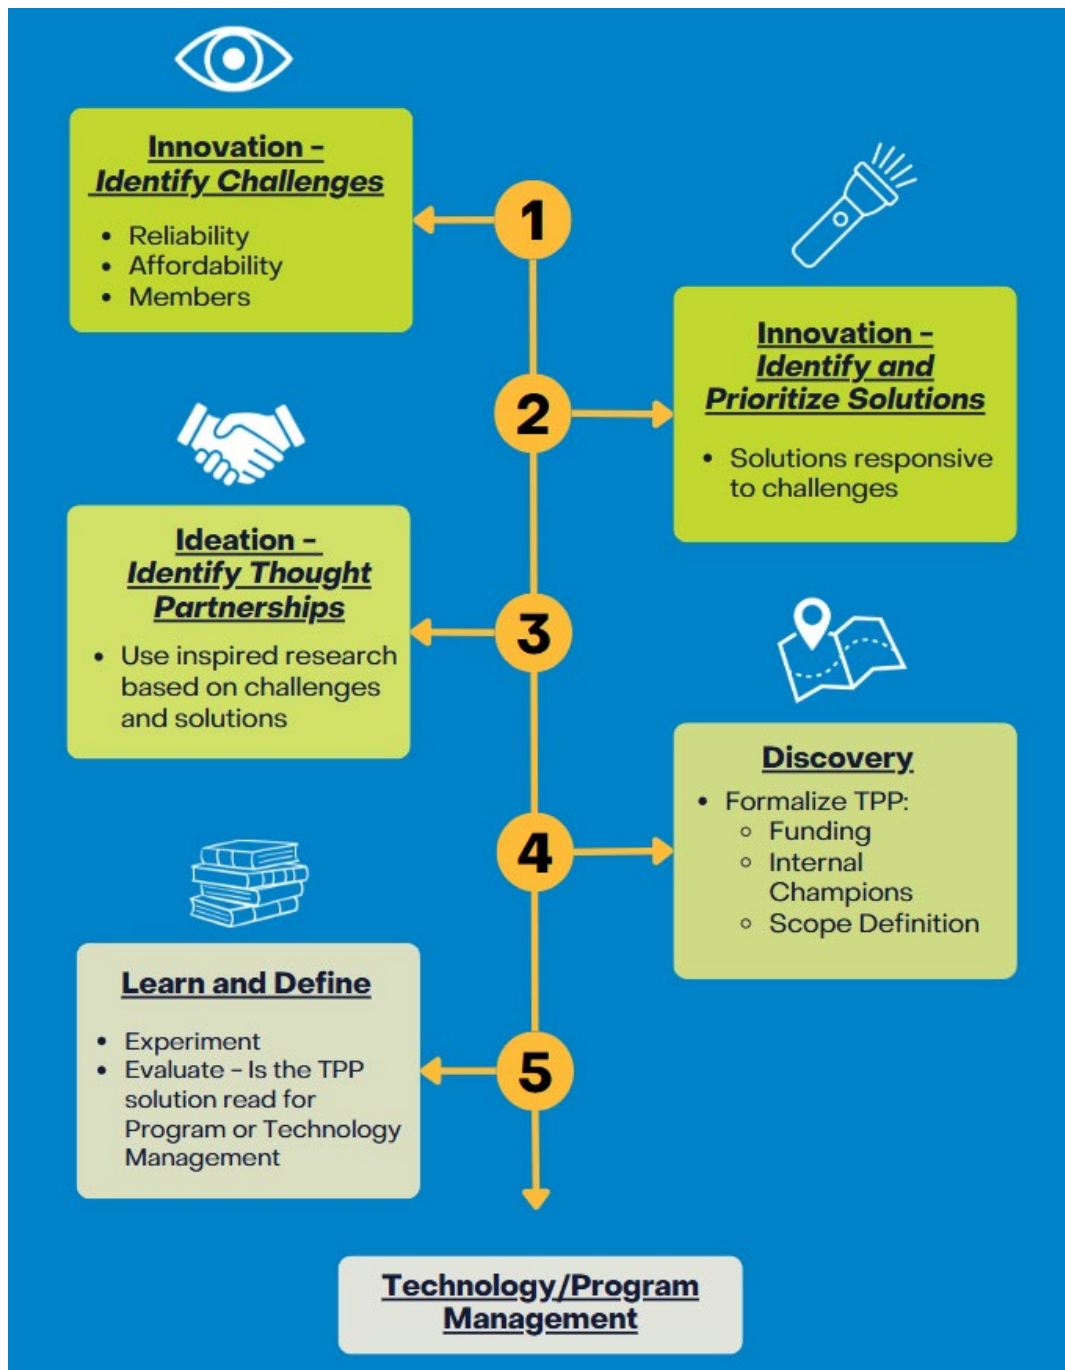 Innovation –
Identify Challenges
• Reliability
• Affordability
• Members
1
2
Innovation –
Identify and
Prioritize Solutions
• Solutions responsive
to challenges
Ideation –
Identify Thought
Partnerships
• Use inspired research
based on challenges
and solutions
3
4
Discovery
• Formalize TPP:
◦ Funding
◦ Internal
Champions
◦ Scope Definition
Learn and Define
• Experiment
• Evaluate – Is the TPP
solution read for
Program or Technology
Management
5
Technology/Program
Management